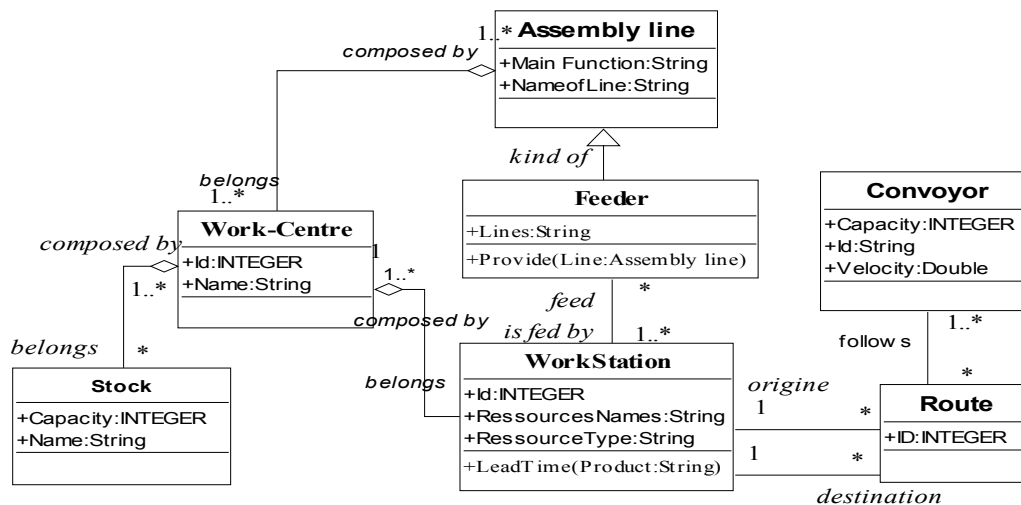 Assembly line
+Main Function:String
+NameofLine:String
1..*
composed by
kind of
belongs
1..*
Feeder
+Lines:String
+Provide(Line:Assembly line)
Convoyor
+Capacity:INTEGER
+Id:String
+Velocity:Double
Work-Centre
+Id:INTEGER
+Name:String
composed by
1..*
1
1..*
composed by
feed
*
is fed by
1..*
1..*
follows
*
belongs
*
Stock
+Capacity:INTEGER
+Name:String
belongs
WorkStation
+Id:INTEGER
+RessourcesNames:String
+RessourceType:String
+LeadTime(Product:String)
origine
1
*
1
*
destination
Route
+ID:INTEGER